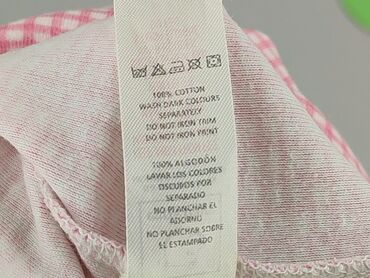 100% COTTON
WASH DARK COLOURS
SEPARATELY
DO NOT IRON TRIM
DO NOT IRON PRINT
100% ALGODÓN
LAVAR LOS COLORES
OSCUROS POR
SEPARADO
NO PLANCHAR EL
ADORNO
NO PLANCHAR SOBRE
EL ESTAMPADO